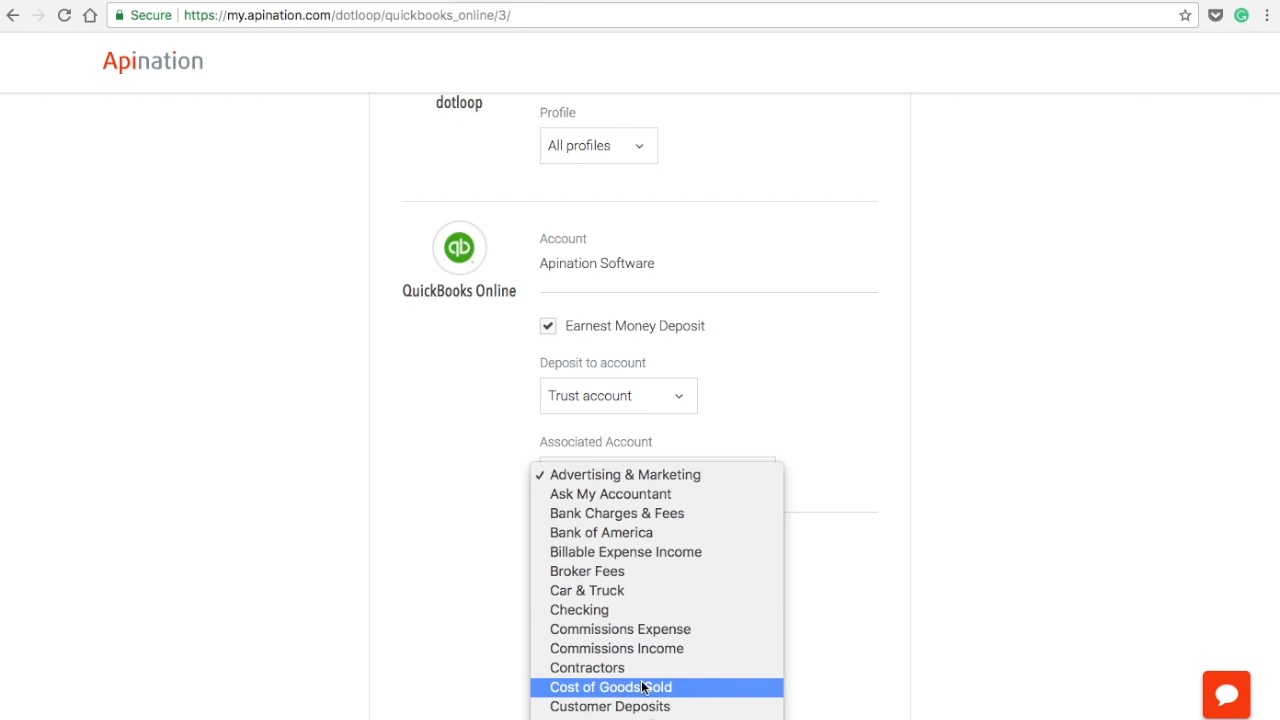 Secure https://my.apination.com/dotloop/quickbooks_online/3/
Apination
dotloop
Profile
All profiles
qb
QuickBooks Online
Account
Apination Software
Earnest Money Deposit
Deposit to account
Trust account
Associated Account
✓ Advertising & Marketing
Ask My Accountant
Bank Charges & Fees
Bank of America
Billable Expense Income
Broker Fees
Car & Truck
Checking
Commissions Expense
Commissions Income
Contractors
Cost of Goods Sold
Customer Deposits